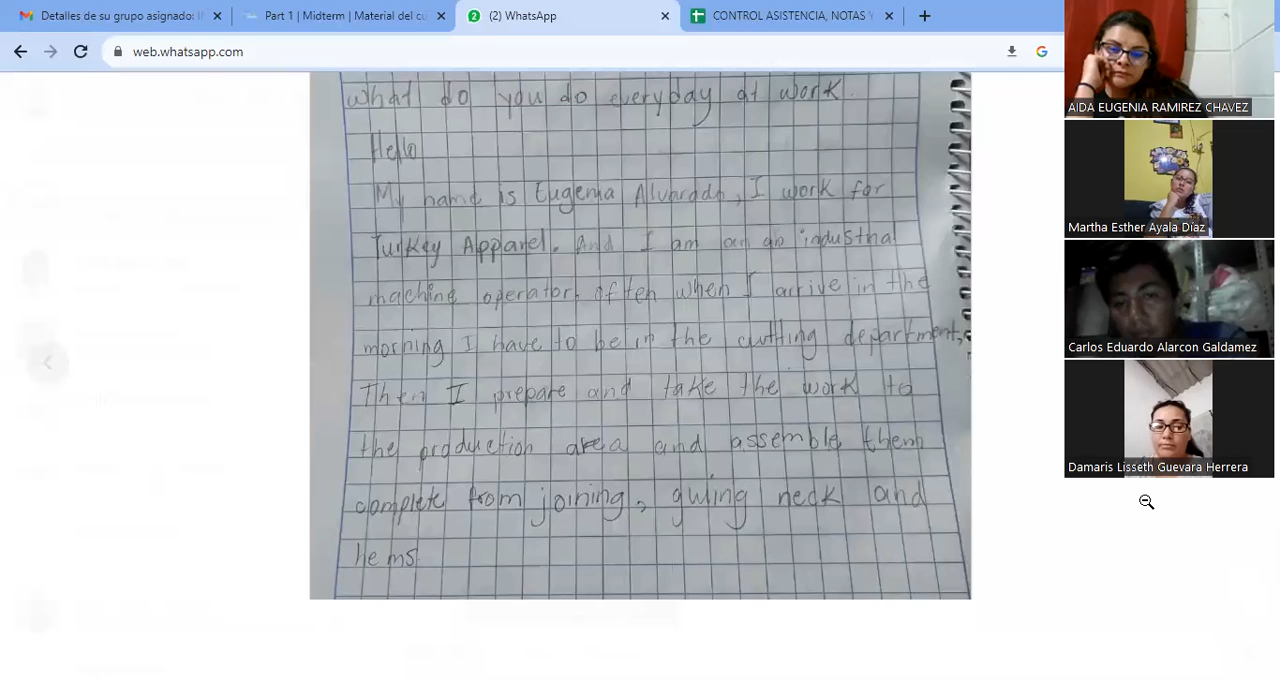 Detalles de su grupo asignado: I
Part 1 | Midterm | Material del cu
(2) WhatsApp
CONTROL ASISTENCIA, NOTAS Y
web.whatsapp.com
What do you do everyday at work.
Hello
My name is Eugenia Alvarado, I work for
Turkey Apparel. And I am an industrial
machine operator, often when I arrive in the
morning I have to be in the cutting department,
Then I prepare and take the work to
the production area and assemble them
complete from joining, neck and
hems.
AIDA EUGENIA RAMIREZ CHAVEZ
Martha Esther Ayala Díaz
Carlos Eduardo Alarcon Galdamez
Damaris Lisseth Guevara Herrera